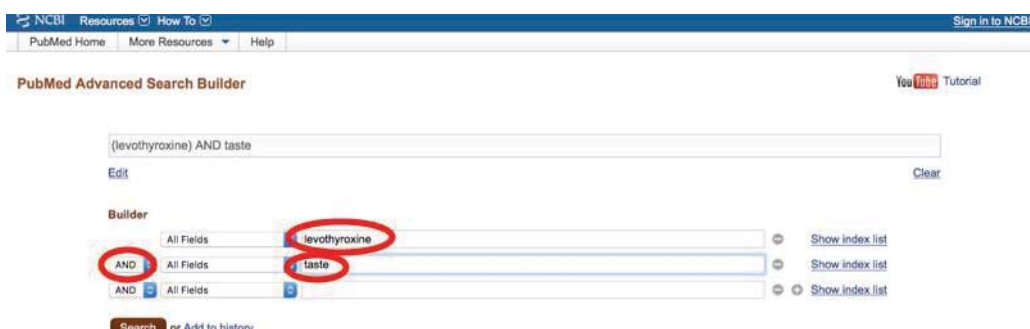 NCBI Resources How To Sign in to NCBI
PubMed Home More Resources Help
PubMed Advanced Search Builder You Tube Tutorial
(levothyroxine) AND taste
Edit Clear
Builder
All Fields levothyroxine Show index list
AND All Fields taste Show index list
AND All Fields Show index list
Search or Add to history